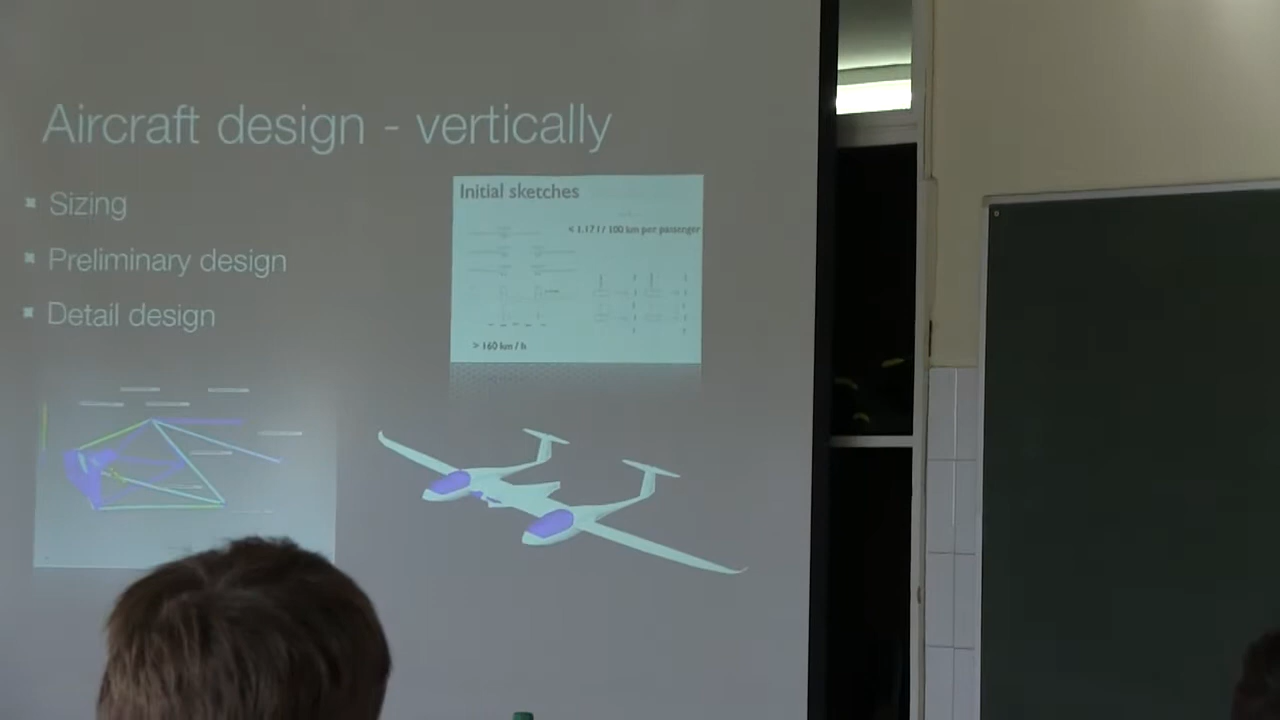 Aircraft design - vertically
Sizing
Preliminary design
Detail design
Initial sketches
< 1.17 l / 100 km per passenger
> 160 km / h